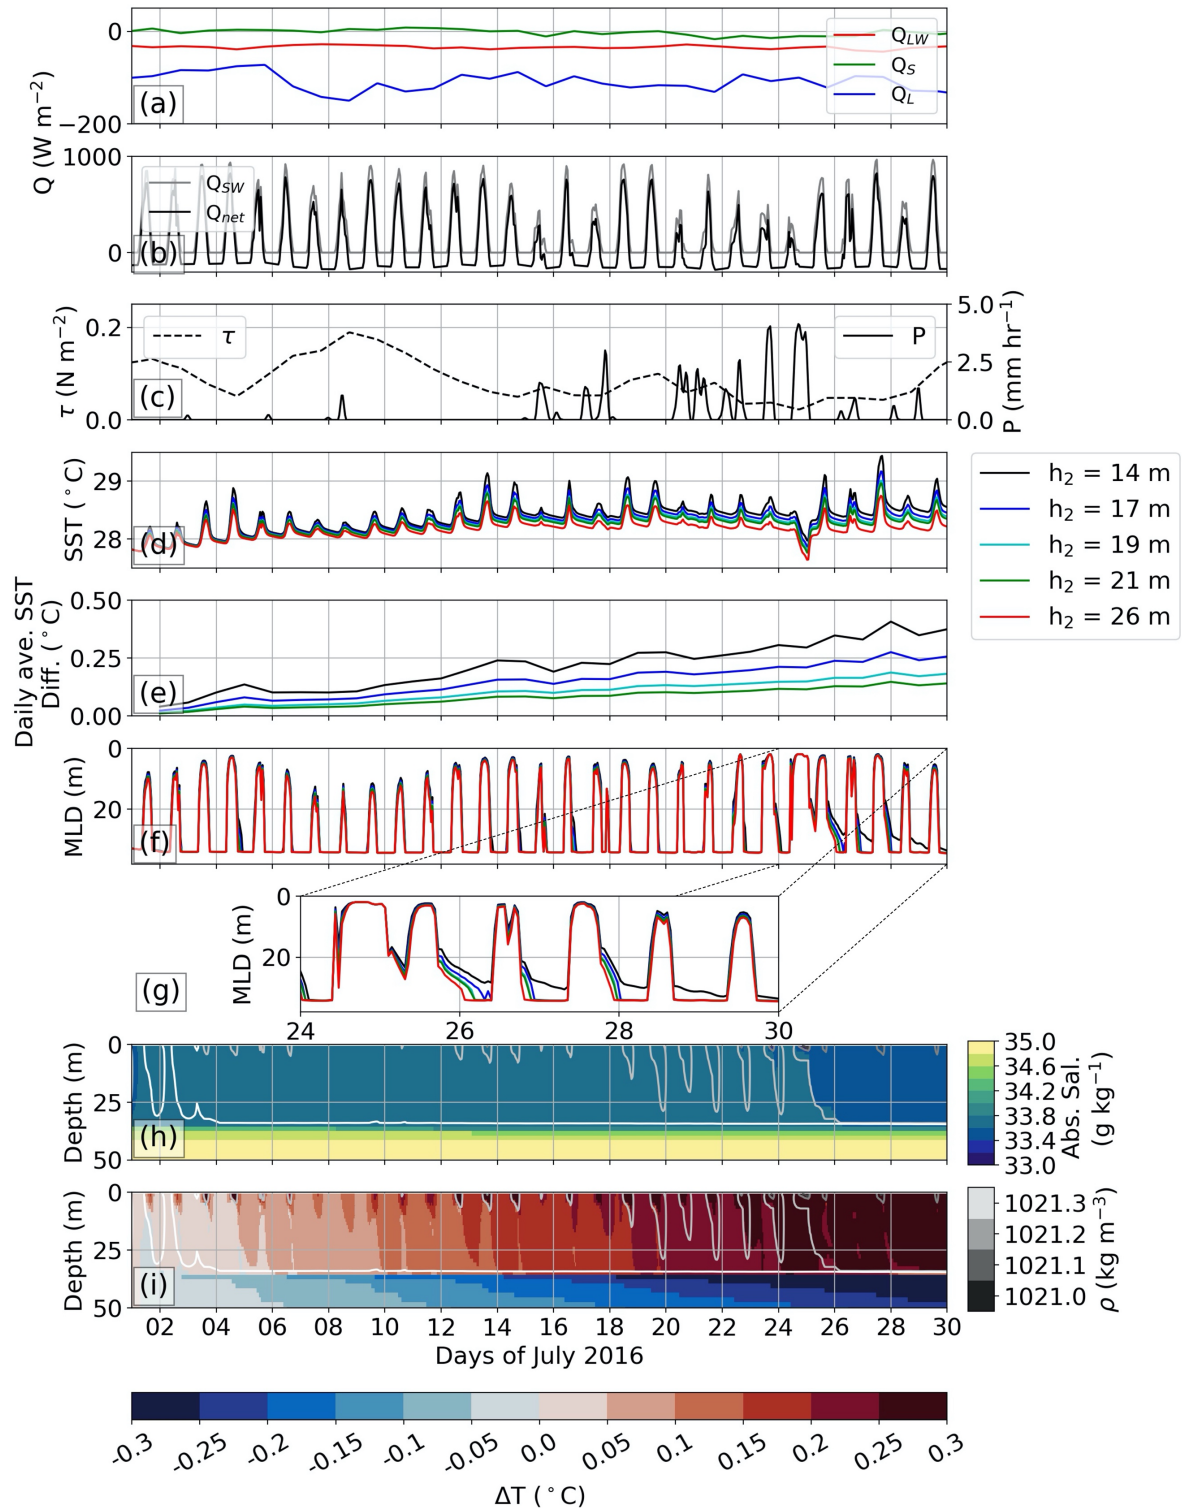 0
−200
Q (W m⁻²)
(a)
Q_LW
Q_S
Q_L
1000
0
(b)
Q_SW
Q_net
0.2
0.0
τ (N m⁻²)
(c)
τ
P
5.0
2.5
0.0
P (mm hr⁻¹)
29
28
SST (°C)
(d)
h₂ = 14 m
h₂ = 17 m
h₂ = 19 m
h₂ = 21 m
h₂ = 26 m
0.50
0.25
0.00
Daily ave. SST
Diff. (°C)
(e)
0
20
MLD (m)
(f)
0
20
MLD (m)
(g)
24 26 28 30
0
25
50
Depth (m)
(h)
35.0
34.6
34.2
33.8
33.4
33.0
Abs. Sal.
(g kg⁻¹)
0
25
50
Depth (m)
(i)
1021.3
1021.2
1021.1
1021.0
ρ (kg m⁻³)
02 04 06 08 10 12 14 16 18 20 22 24 26 28 30
Days of July 2016
-0.3 -0.25 -0.2 -0.15 -0.1 -0.05 0.0 0.05 0.1 0.15 0.2 0.25 0.3
ΔT (°C)